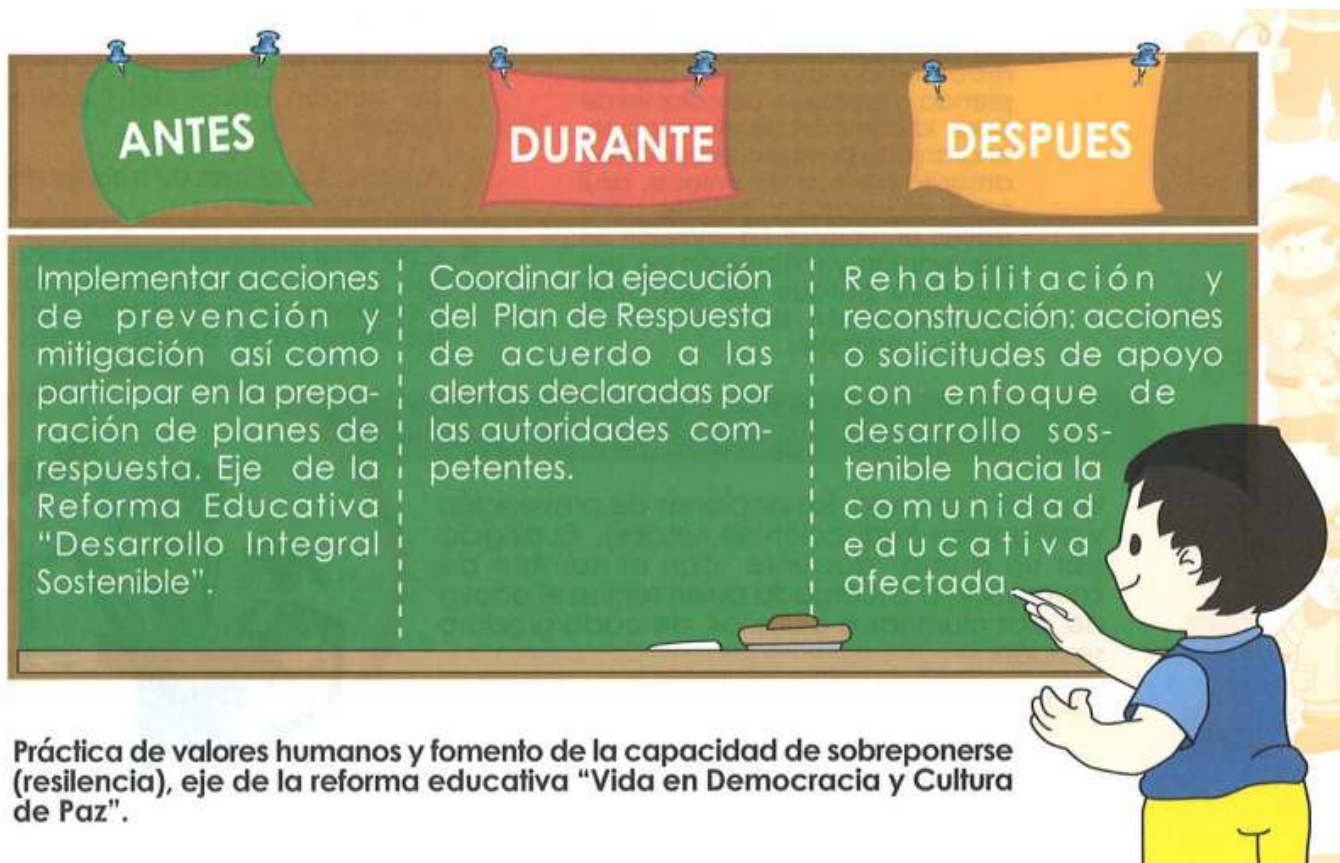 ANTES
DURANTE
DESPUES
Implementar acciones
de prevención y
mitigación así como
participar en la prepa-
ración de planes de
respuesta. Eje de la
Reforma Educativa
“Desarrollo Integral
Sostenible”.
Coordinar la ejecución
del Plan de Respuesta
de acuerdo a las
alertas declaradas por
las autoridades com-
petentes.
Rehabilitación y
reconstrucción: acciones
o solicitudes de apoyo
con enfoque de
desarrollo sos-
tenible hacia la
comunidad
educativa
afectada.
Práctica de valores humanos y fomento de la capacidad de sobreponerse
(resilencia), eje de la reforma educativa “Vida en Democracia y Cultura
de Paz”.